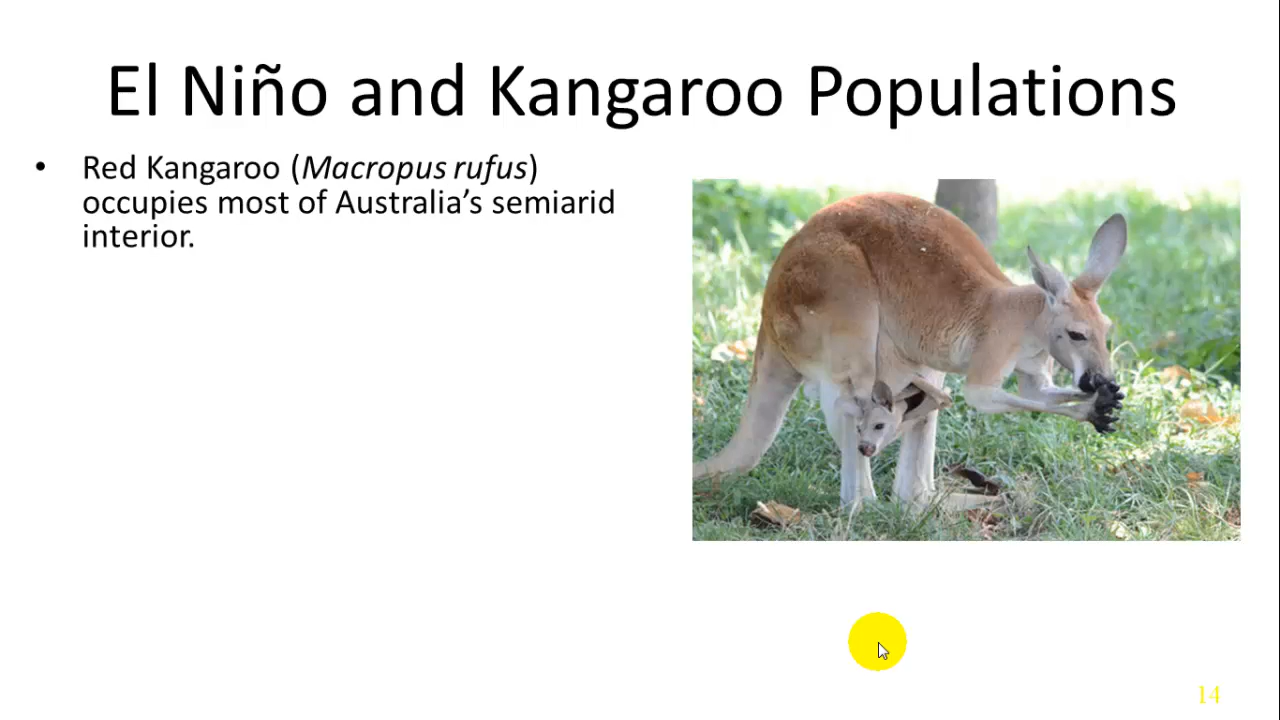 El Niño and Kangaroo Populations
• Red Kangaroo (Macropus rufus)
occupies most of Australia’s semiarid
interior.
14